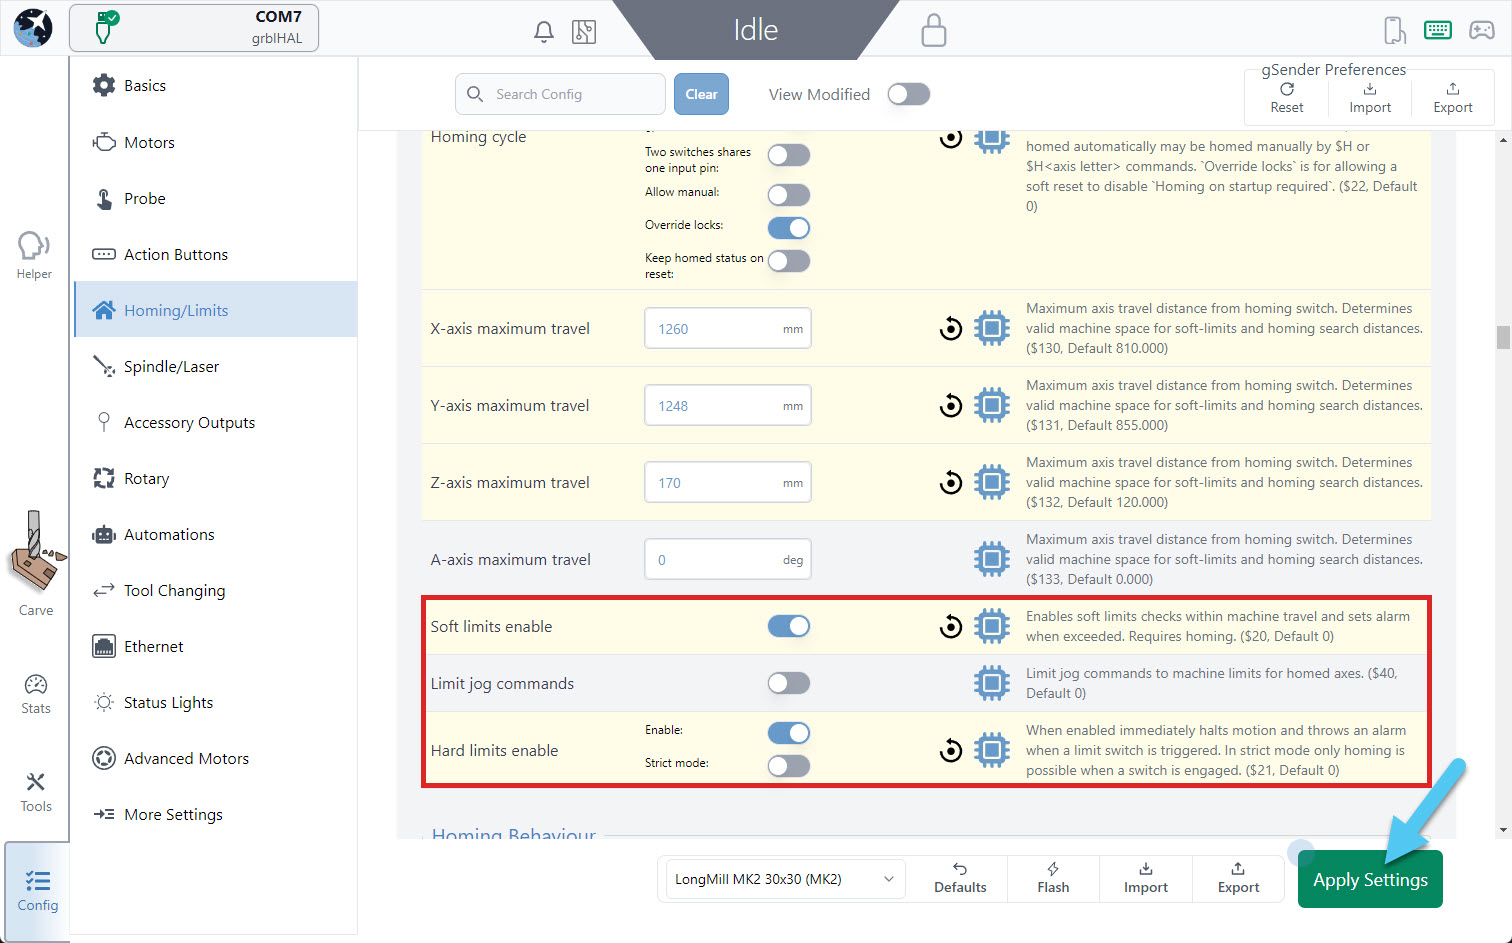 COM7
grblHAL
Idle
Basics
Motors
Probe
Action Buttons
Homing/Limits
Spindle/Laser
Accessory Outputs
Rotary
Automations
Tool Changing
Ethernet
Status Lights
Advanced Motors
More Settings
Helper
Carve
Stats
Tools
Config
Search Config
Clear
View Modified
gSender Preferences
Reset
Import
Export
Homing cycle
Two switches shares
one input pin:
Allow manual:
Override locks:
Keep homed status on
reset:
homed automatically may be homed manually by $H or
$H<axis letter> commands. `Override locks` is for allowing a
soft reset to disable `Homing on startup required`. ($22, Default
0)
X-axis maximum travel
1260 mm
Maximum axis travel distance from homing switch. Determines
valid machine space for soft-limits and homing search distances.
($130, Default 810.000)
Y-axis maximum travel
1248 mm
Maximum axis travel distance from homing switch. Determines
valid machine space for soft-limits and homing search distances.
($131, Default 855.000)
Z-axis maximum travel
170 mm
Maximum axis travel distance from homing switch. Determines
valid machine space for soft-limits and homing search distances.
($132, Default 120.000)
A-axis maximum travel
0 deg
Maximum axis travel distance from homing switch. Determines
valid machine space for soft-limits and homing search distances.
($133, Default 0.000)
Soft limits enable
Enables soft limits checks within machine travel and sets alarm
when exceeded. Requires homing. ($20, Default 0)
Limit jog commands
Limit jog commands to machine limits for homed axes. ($40,
Default 0)
Hard limits enable
Enable:
Strict mode:
When enabled immediately halts motion and throws an alarm
when a limit switch is triggered. In strict mode only homing is
possible when a switch is engaged. ($21, Default 0)
Homing Behaviour
LongMill MK2 30x30 (MK2)
Defaults
Flash
Import
Export
Apply Settings